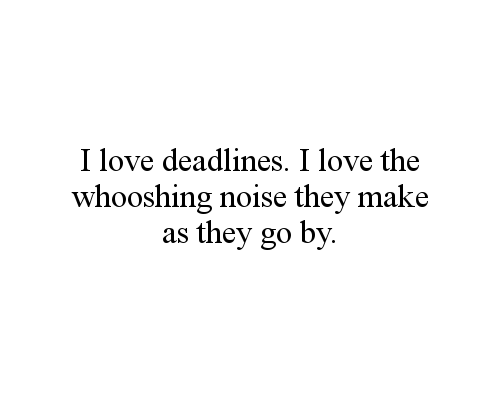 I love deadlines. I love the
whooshing noise they make
as they go by.